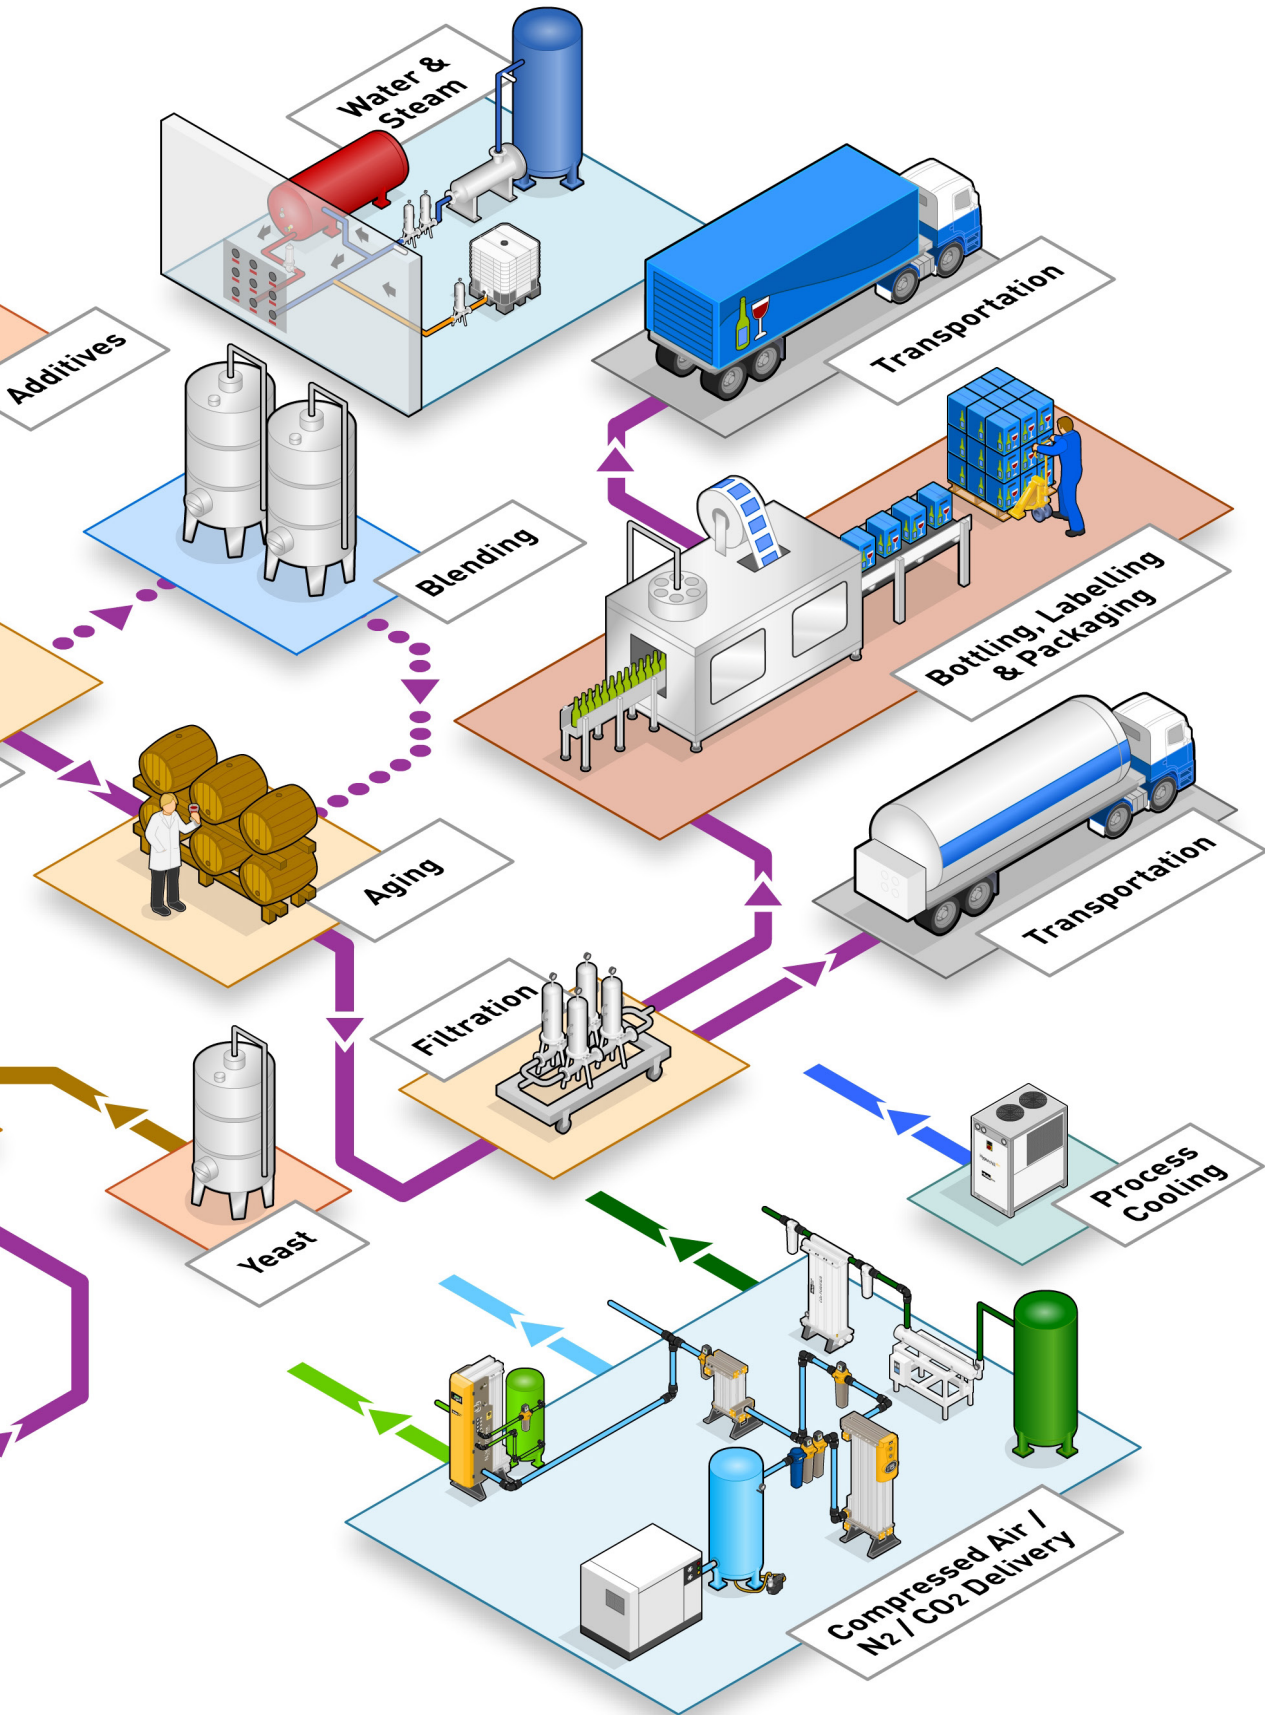 Water &
Steam
Additives
Transportation
Blending
Bottling, Labelling
& Packaging
Aging
Transportation
Filtration
Process
Cooling
Yeast
Compressed Air /
N2 / CO2 Delivery